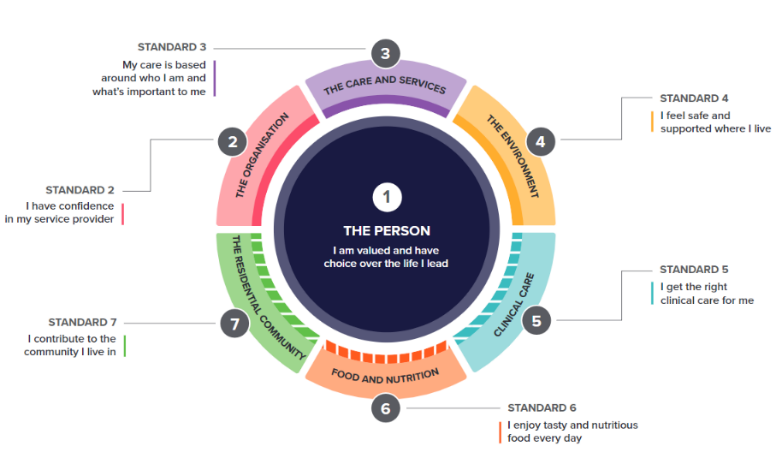 STANDARD 3
My care is based
around who I am and
what's important to me
3
THE CARE AND SERVICES
STANDARD 4
I feel safe and
supported where I live
4
THE ENVIRONMENT
2
THE ORGANISATION
STANDARD 2
I have confidence
in my service provider
1
THE PERSON
I am valued and have
choice over the life I lead
STANDARD 5
I get the right
clinical care for me
5
CLINICAL CARE
STANDARD 7
I contribute to the
community I live in
7
THE RESIDENTIAL COMMUNITY
FOOD AND NUTRITION
6
STANDARD 6
I enjoy tasty and nutritious
food every day